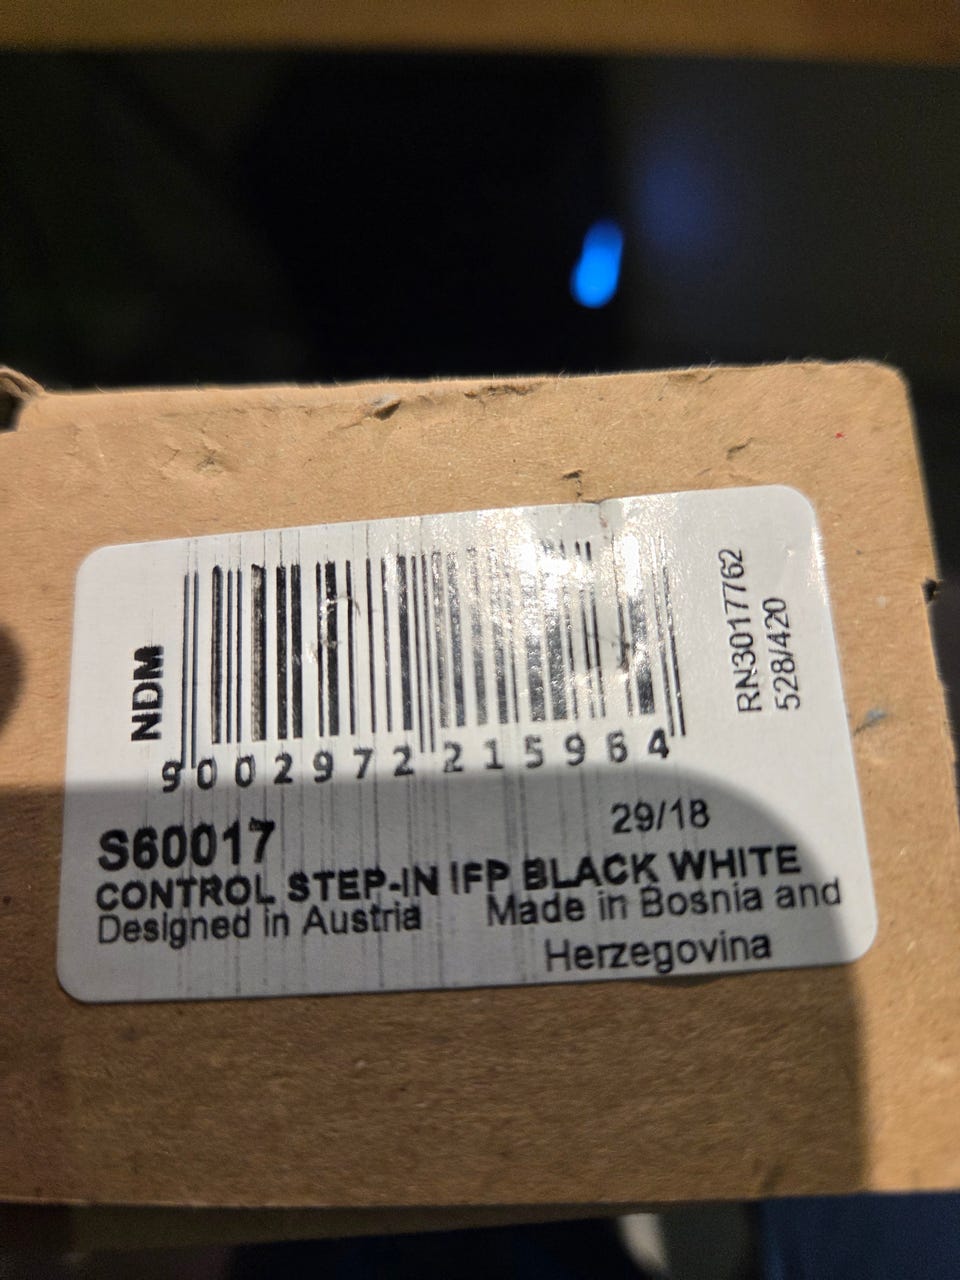 NDM
9002972215964
RN3017762
528/420
S60017
29/18
CONTROL STEP-IN IFP BLACK WHITE
Designed in Austria
Made in Bosnia and
Herzegovina